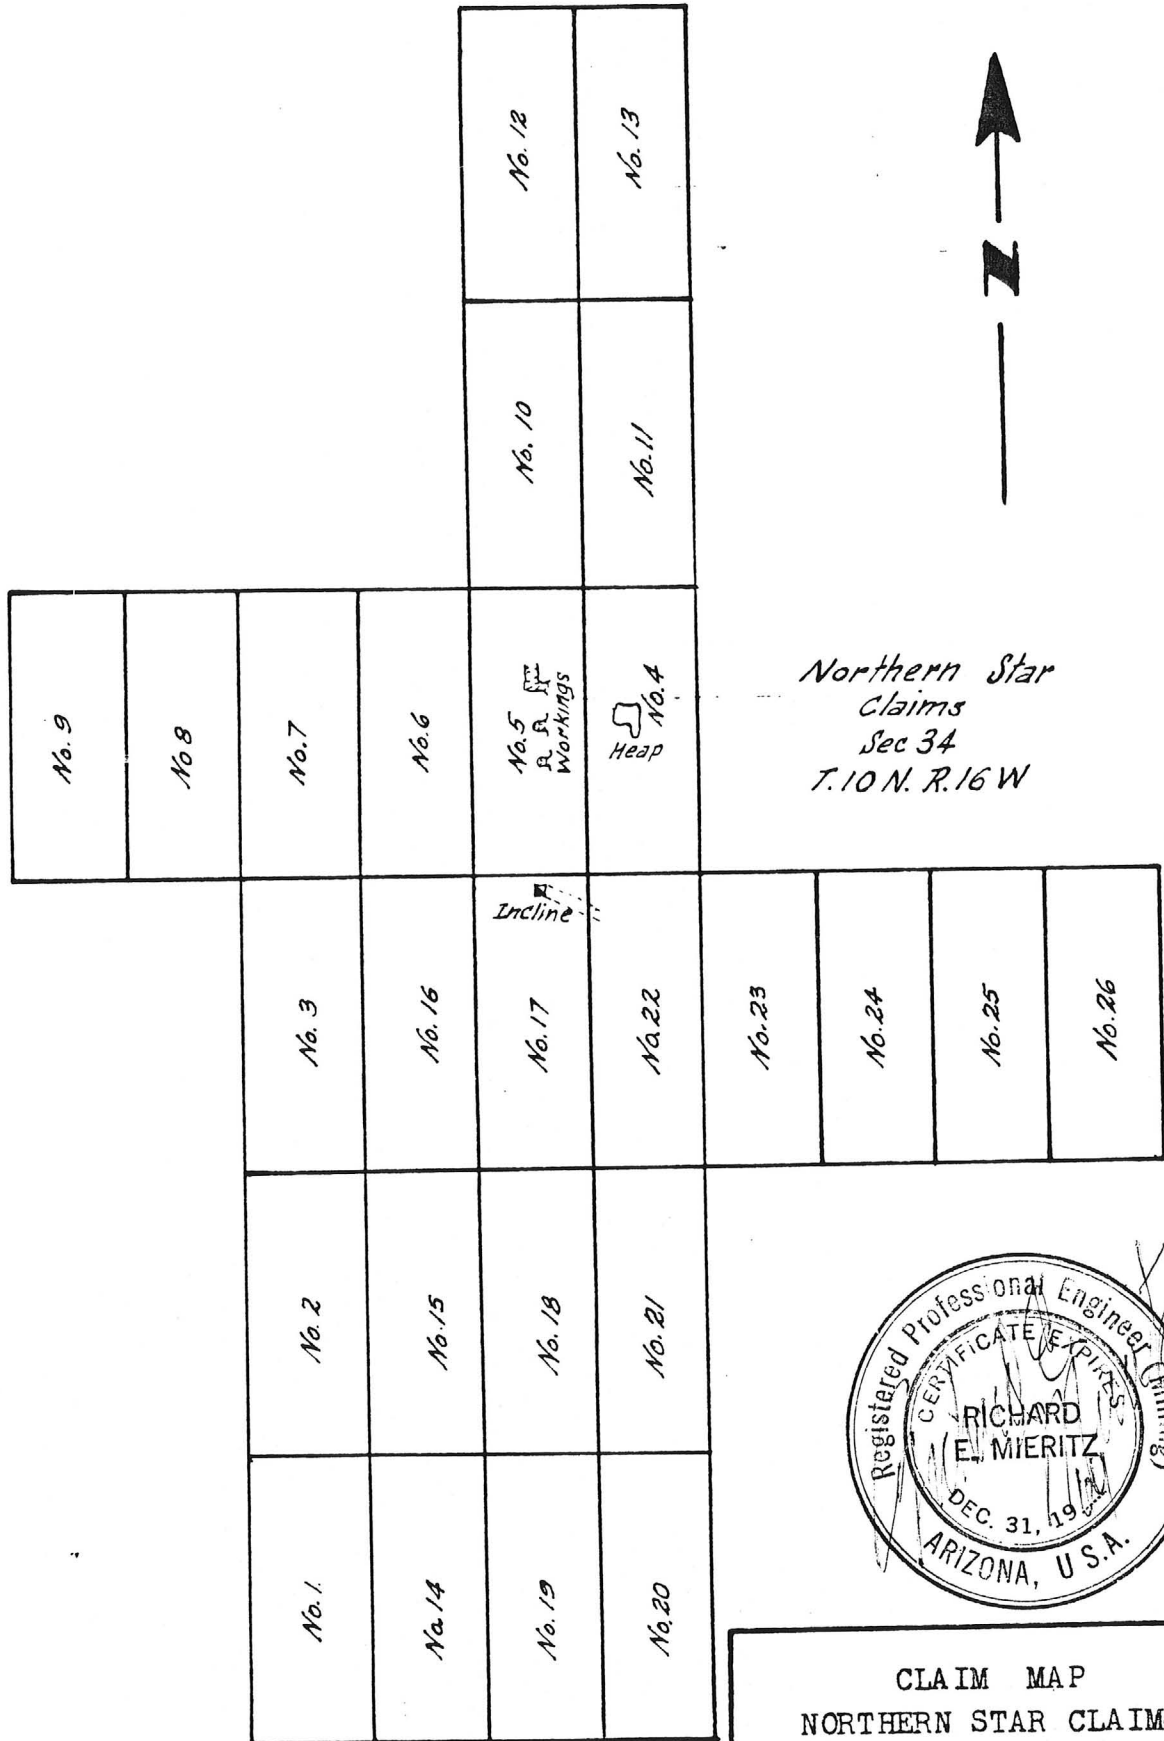 No. 12
No. 13
N
No. 10
No. 11
No. 9
No 8
No. 7
No. 6
No. 5
Workings
No. 4
Heap
Northern Star
Claims
Sec 34
T. 10 N. R. 16 W
Incline
No. 3
No. 16
No. 17
No. 22
No. 23
No. 24
No. 25
No. 26
No. 2
No. 15
No. 18
No. 21
Registered Professional Engineer
CERTIFICATE EXPIRES
RICHARD
E. MIERITZ
DEC. 31, 19
ARIZONA, U.S.A.
No. 1.
No. 14
No. 19
No. 20
CLAIM MAP
NORTHERN STAR CLAIM